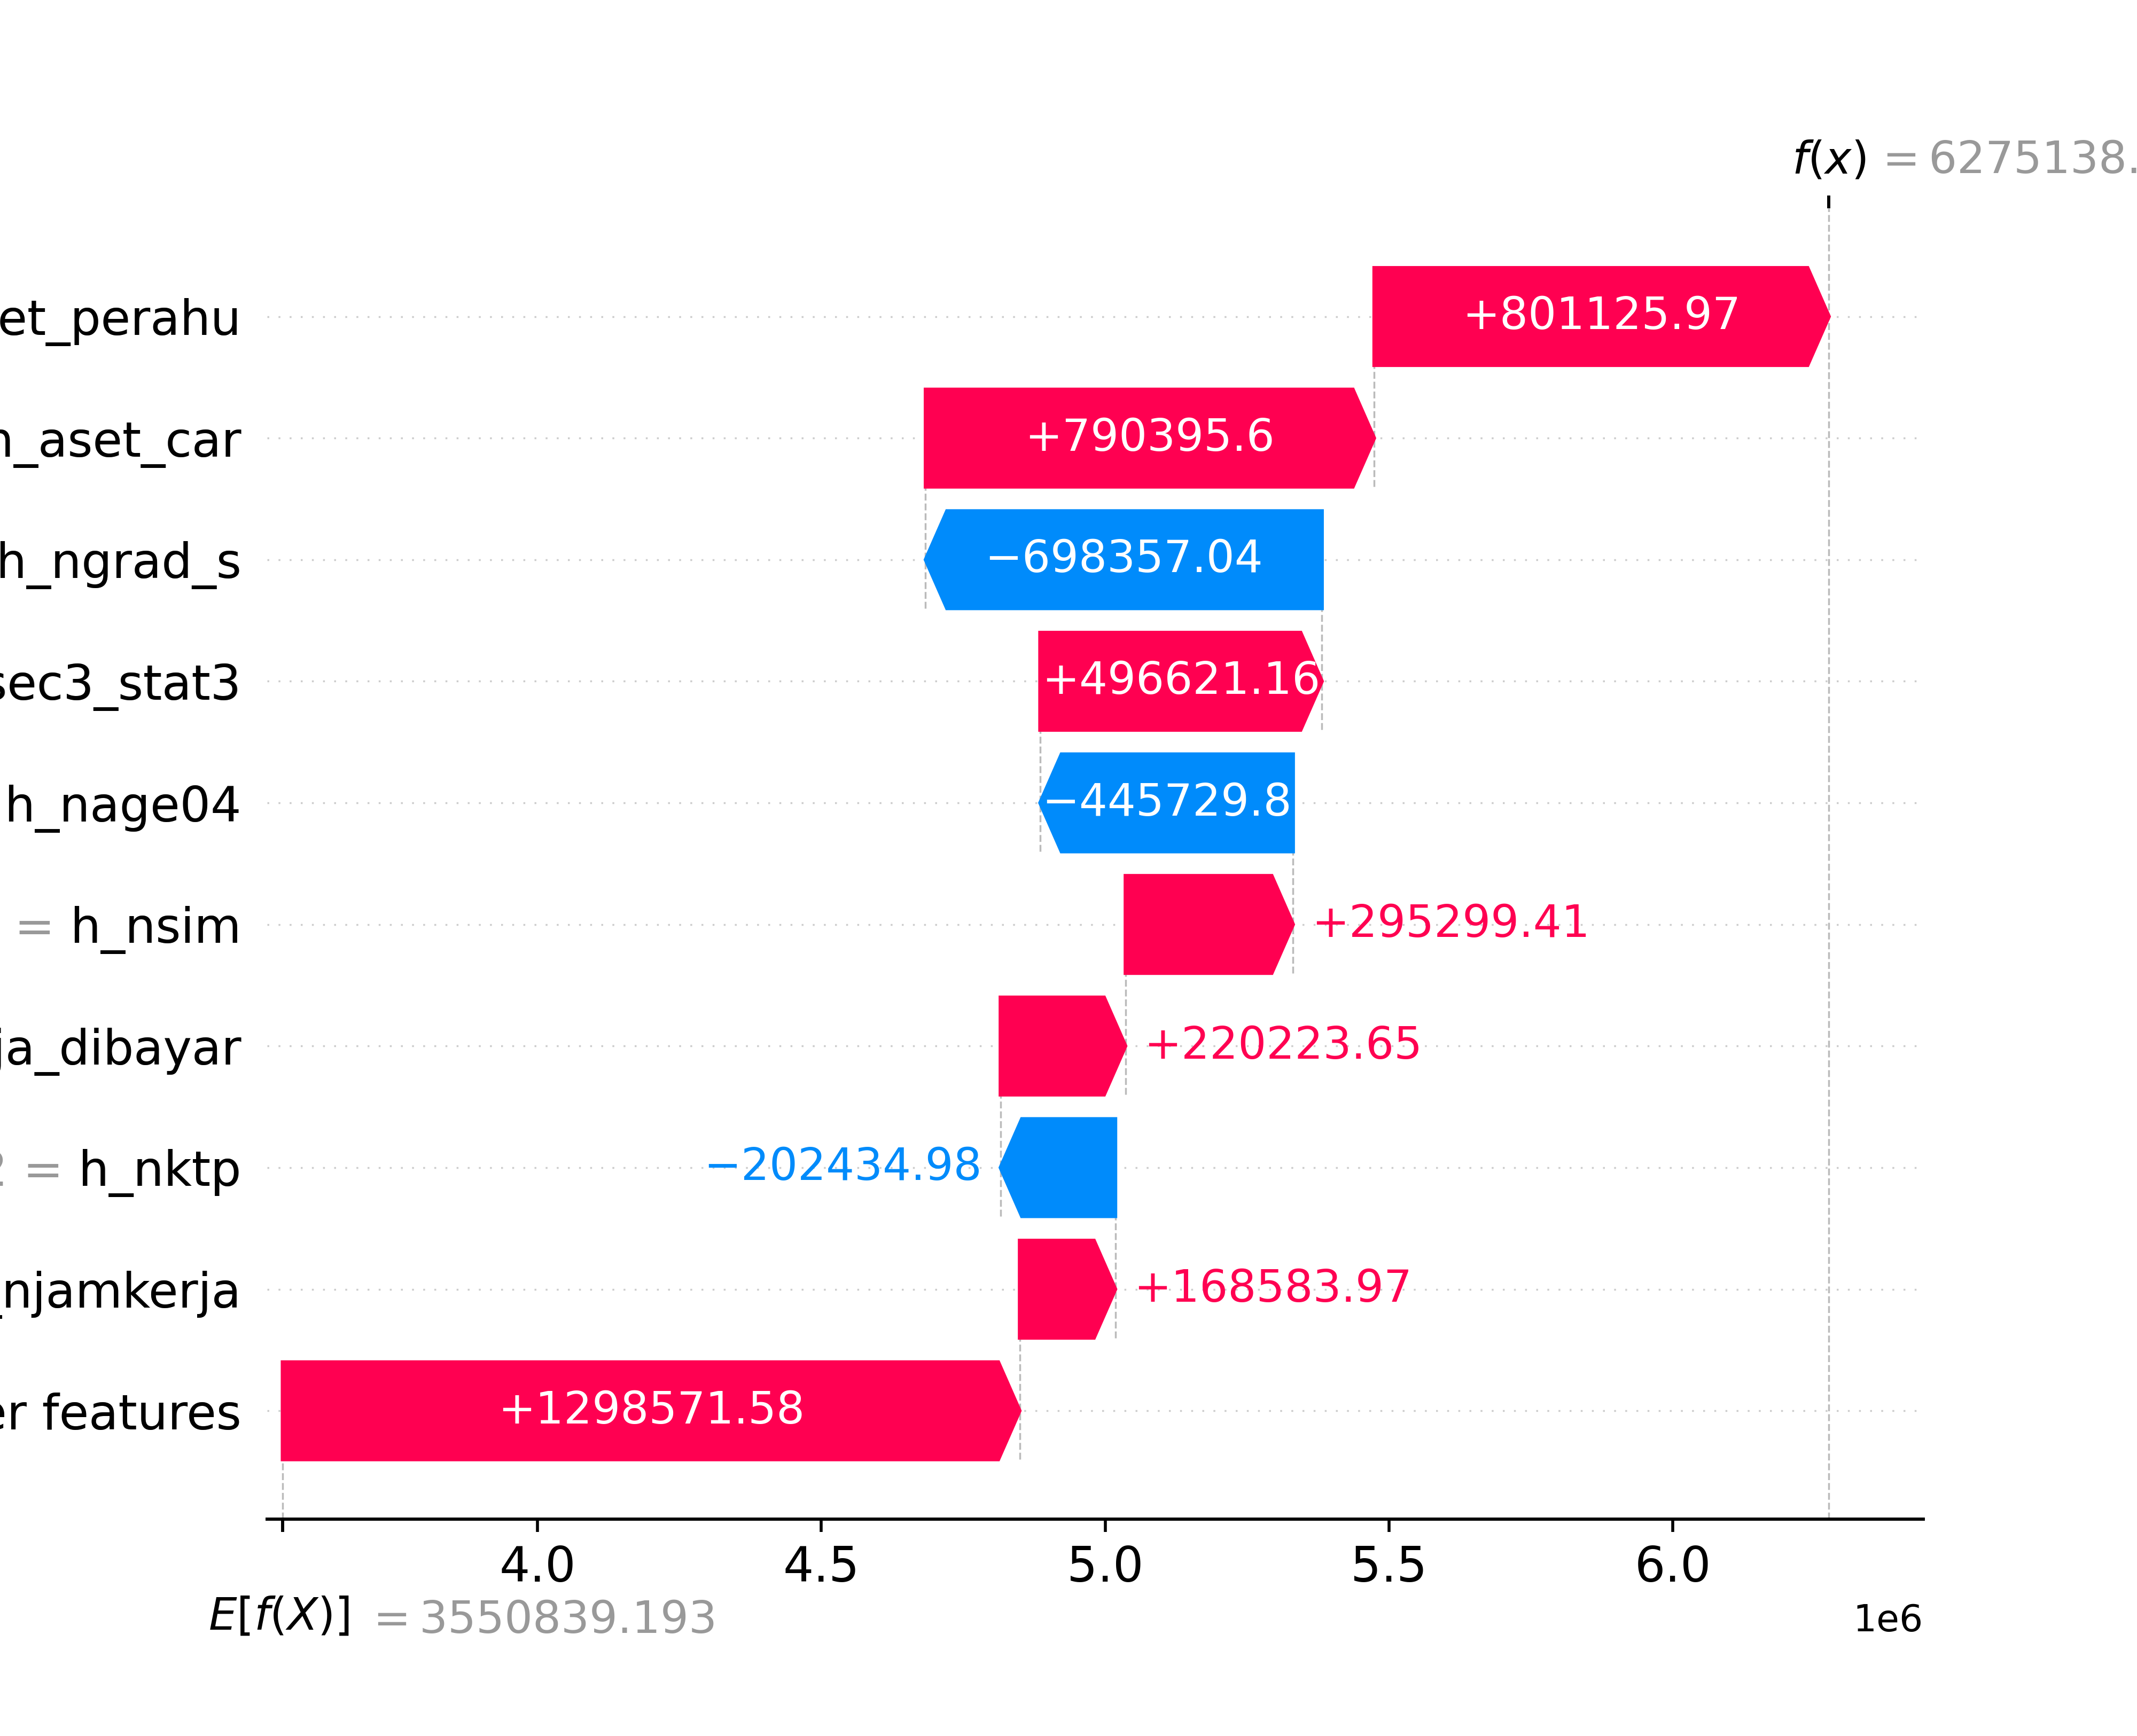 f(x) = 6275138.
et_perahu +801125.97
_aset_car +790395.6
h_ngrad_s −698357.04
sec3_stat3 +496621.16
h_nage04 −445729.8
= h_nsim +295299.41
ja_dibayar +220223.65
= h_nktp −202434.98
njamkerja +168583.97
er features +1298571.58
4.0 4.5 5.0 5.5 6.0
E[f(X)] = 3550839.193
1e6